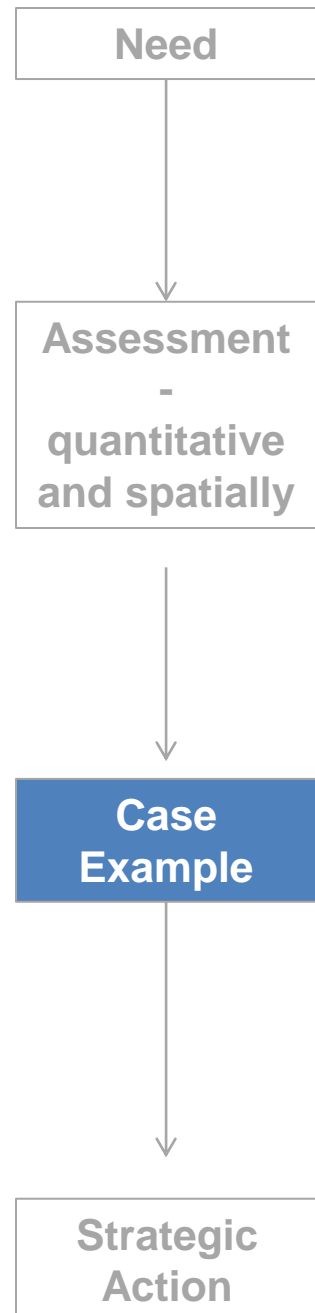 Need
Assessment
-
quantitative
and spatially
Case
Example
Strategic
Action